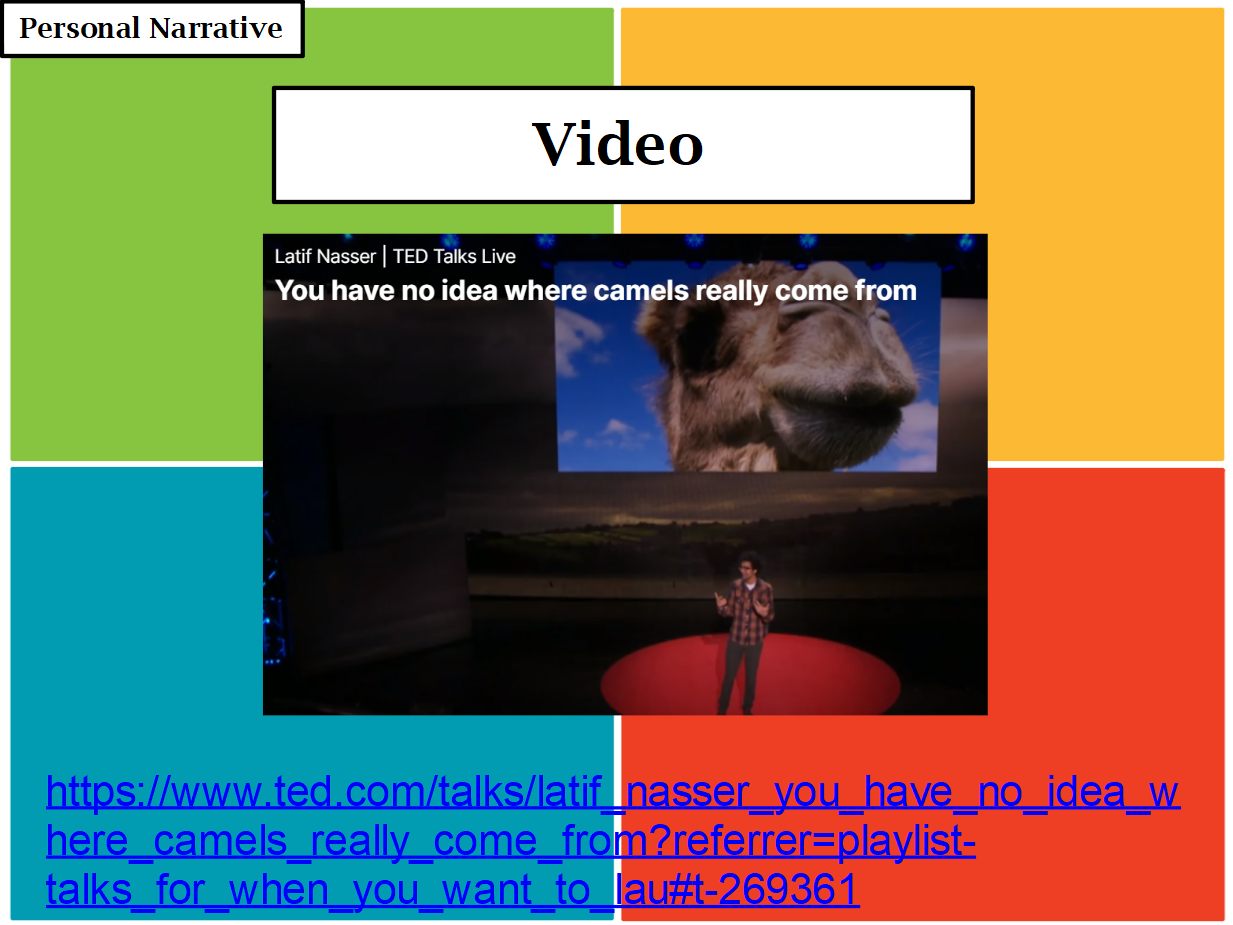 Personal Narrative
Video
Latif Nasser | TED Talks Live
You have no idea where camels really come from
https://www.ted.com/talks/latif_nasser_you_have_no_idea_w
here_camels_really_come_from?referrer=playlist-
talks_for_when_you_want_to_lau#t-269361